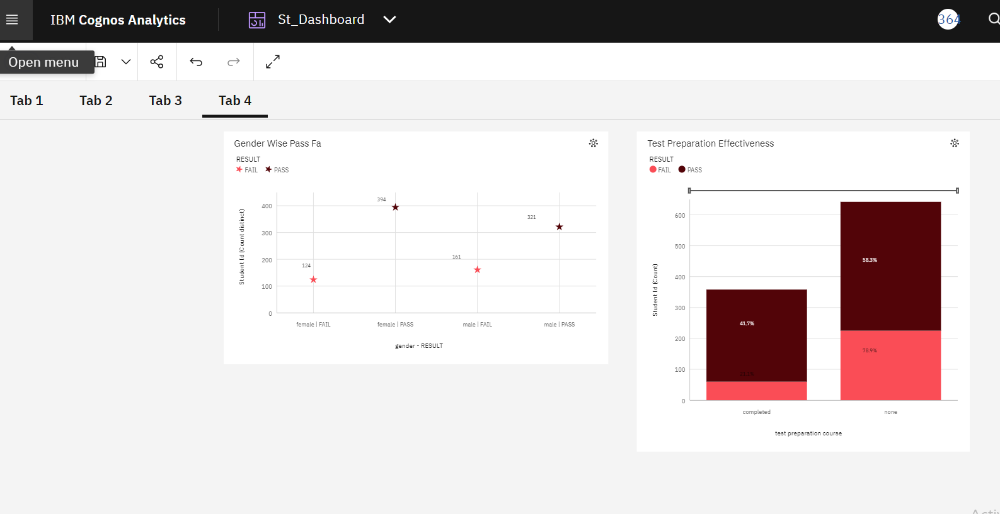 IBM Cognos Analytics
St_Dashboard
364
Open menu
Tab 1
Tab 2
Tab 3
Tab 4
Gender Wise Pass Fa
RESULT
FAIL PASS
Student Id (Count distinct)
400
300
200
100
0
124
394
161
321
female | FAIL
female | PASS
male | FAIL
male | PASS
gender - RESULT
Test Preparation Effectiveness
RESULT
FAIL PASS
Student Id (Count)
600
500
400
300
200
100
0
41.7%
58.3%
78.9%
completed
none
test preparation course